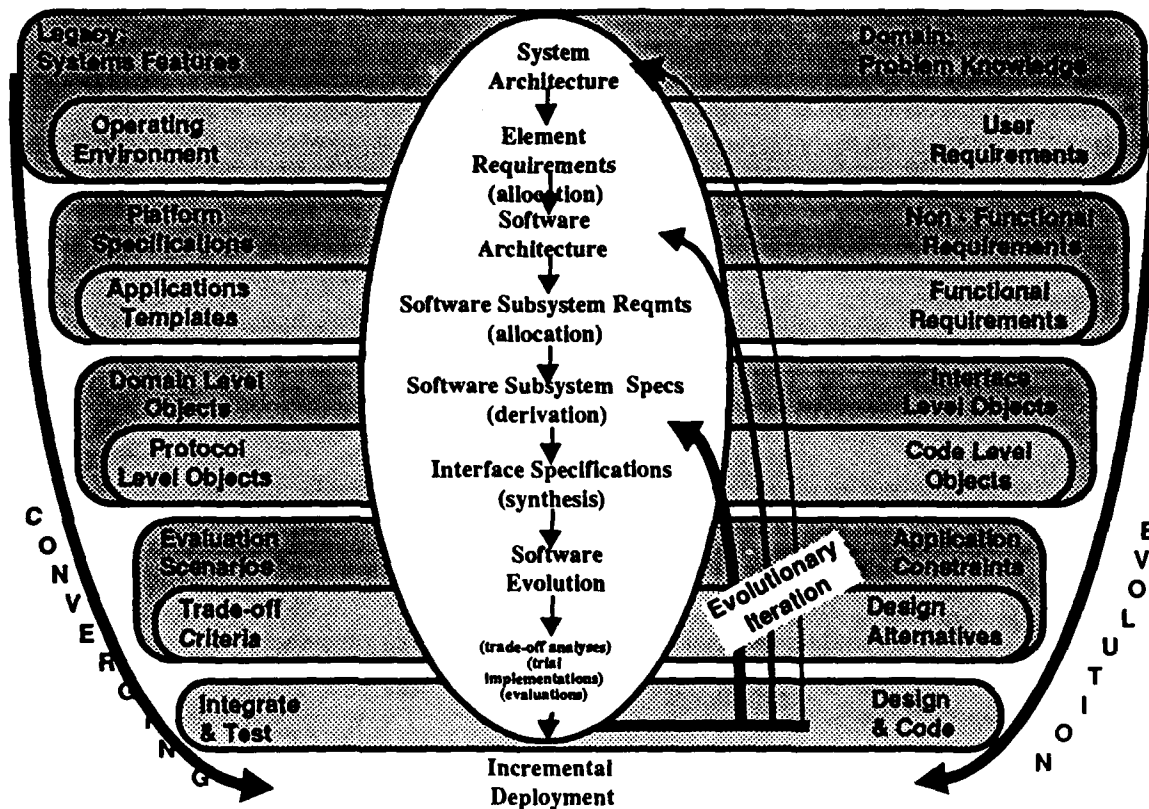 Legacy:
Systems Features
Domain:
Problem Knowledge
Operating
Environment
User
Requirements
Platform
Specifications
Non - Functional
Requirements
Applications
Templates
Functional
Requirements
Domain Level
Objects
Interface
Level Objects
Protocol
Level Objects
Code Level
Objects
Evaluation
Scenarios
Application
Constraints
Trade-off
Criteria
Design
Alternatives
Integrate
& Test
Design
& Code
System
Architecture
Element
Requirements
(allocation)
Software
Architecture
Software Subsystem Reqmts
(allocation)
Software Subsystem Specs
(derivation)
Interface Specifications
(synthesis)
Software
Evolution
(trade-off analyses)
(trial
implementations)
(evaluations)
Incremental
Deployment
Evolutionary
Iteration
CONVERGING
EVOLUTION